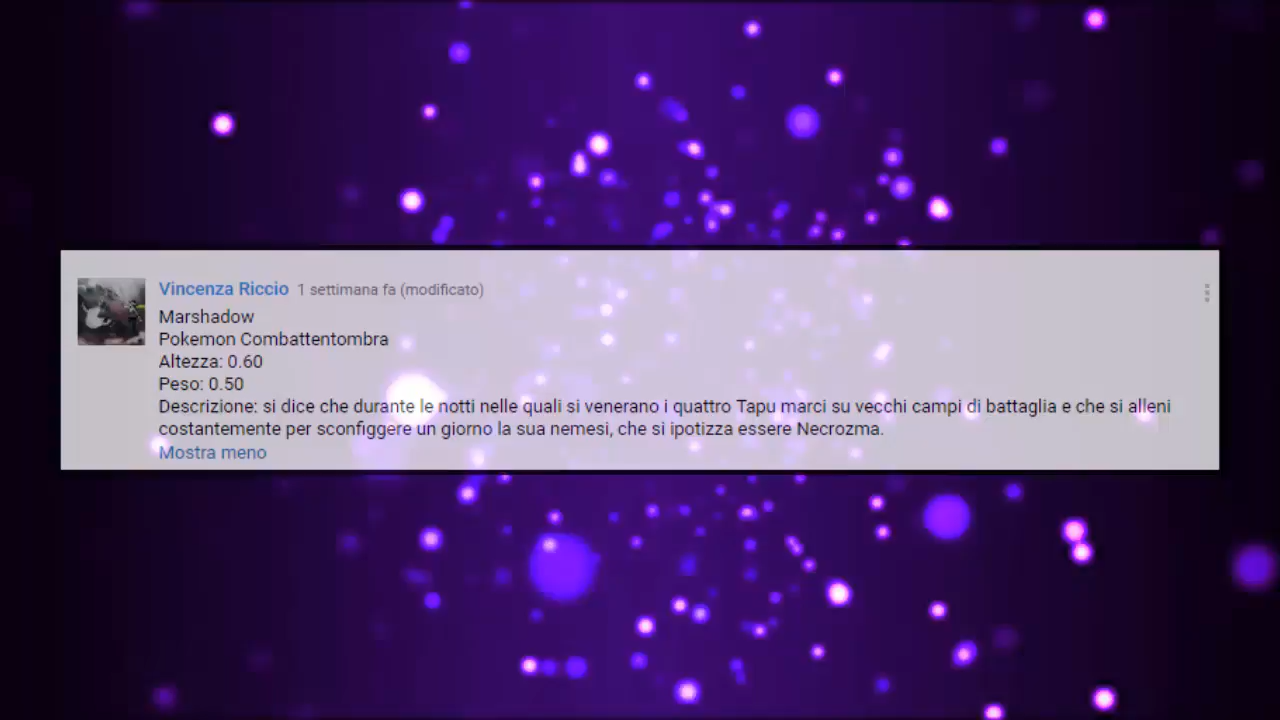 Vincenza Riccio 1 settimana fa (modificato)
Marshadow
Pokemon Combattentombra
Altezza: 0.60
Peso: 0.50
Descrizione: si dice che durante le notti nelle quali si venerano i quattro Tapu marci su vecchi campi di battaglia e che si alleni
costantemente per sconfiggere un giorno la sua nemesi, che si ipotizza essere Necrozma.
Mostra meno